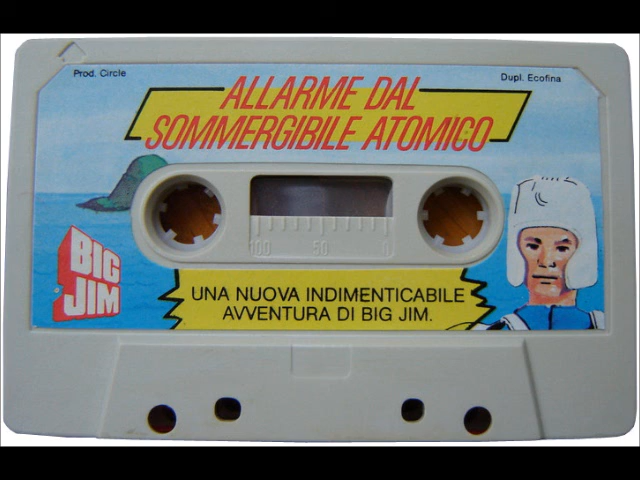 Prod. Circle
Dupl. Ecofina
ALLARME DAL
SOMMERGIBILE ATOMICO
100 50 0
BIG
JIM
UNA NUOVA INDIMENTICABILE
AVVENTURA DI BIG JIM.